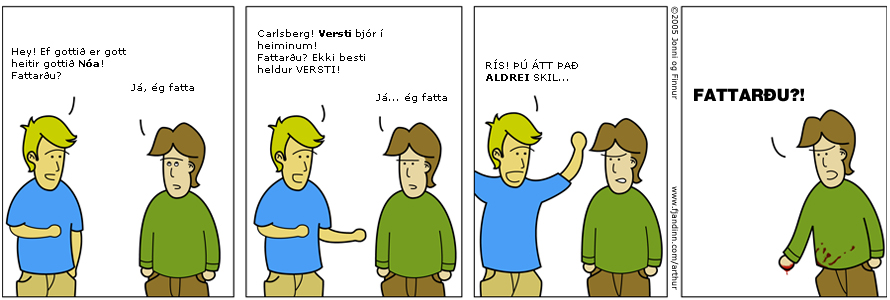 Hey! Ef gottið er gott
heitir gottið Nóa!
Fattarðu?
Já, ég fatta
Carlsberg! Versti bjór í
heiminum!
Fattarðu? Ekki besti
heldur VERSTI!
Já... ég fatta
RÍS! ÞÚ ÁTT ÞAÐ
ALDREI SKIL...
FATTARÐU?!
©2005 Jonni og Finnur
www.fjandinn.com/arthur